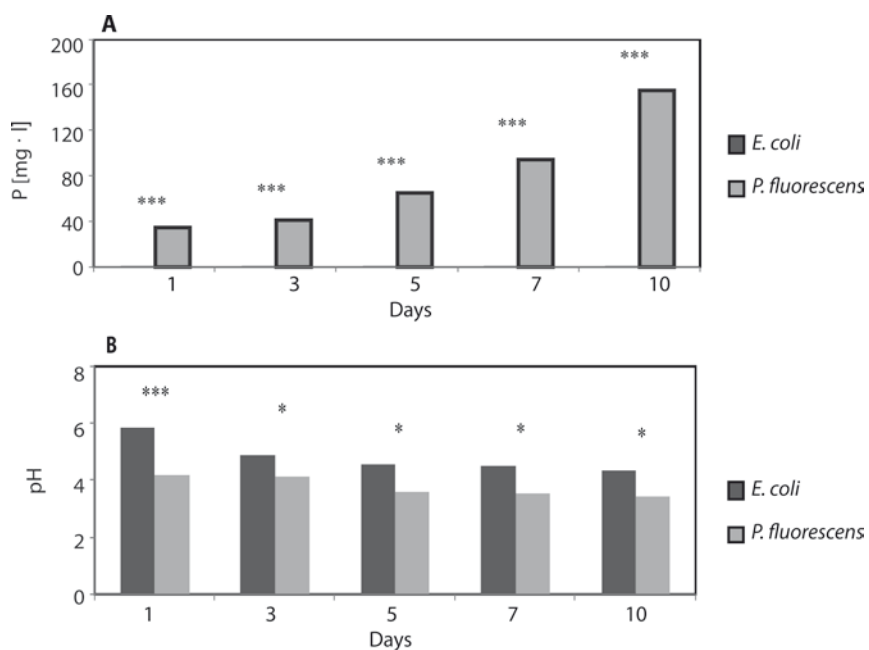 A
200
160
120
80
40
0
P [mg · l]
***
***
***
***
***
1 3 5 7 10
Days
E. coli
P. fluorescens
B
8
6
4
2
0
pH
***
*
*
*
*
1 3 5 7 10
Days
E. coli
P. fluorescens